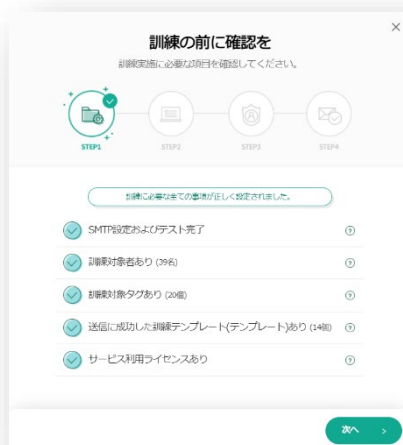 訓練の前に確認を
訓練実施に必要な項目を確認してください。
STEP1 STEP2 STEP3 STEP4
訓練に必要な全ての事項が正しく設定されました。
SMTP設定およびテスト完了
訓練対象者あり (39名)
訓練対象タグあり (20個)
送信に成功した訓練テンプレート(テンプレート)あり (14個)
サービス利用ライセンスあり
次へ >